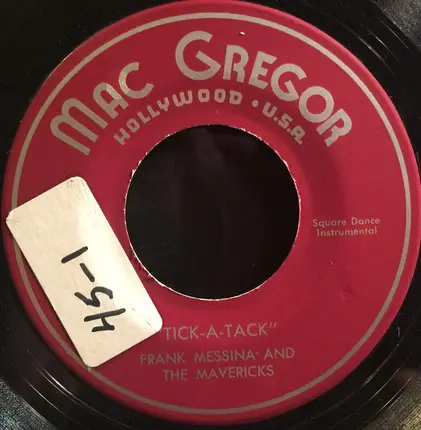 MAC GREGOR
HOLLYWOOD • U.S.A.
Square Dance
Instrumental
45-1
"TICK-A-TACK"
FRANK MESSINA AND
THE MAVERICKS